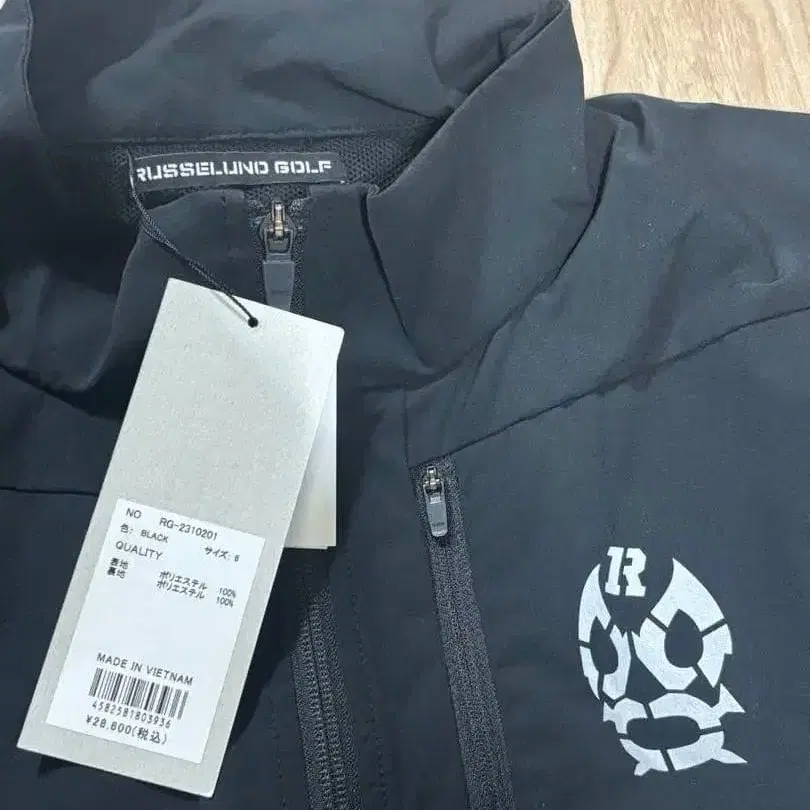 RUSSELUNO GOLF
NO RG-2310201
色: BLACK サイズ: 6
QUALITY
表地 ポリエステル 100%
裏地 ポリエステル 100%
MADE IN VIETNAM
4582581803936
¥28,600(税込)
R